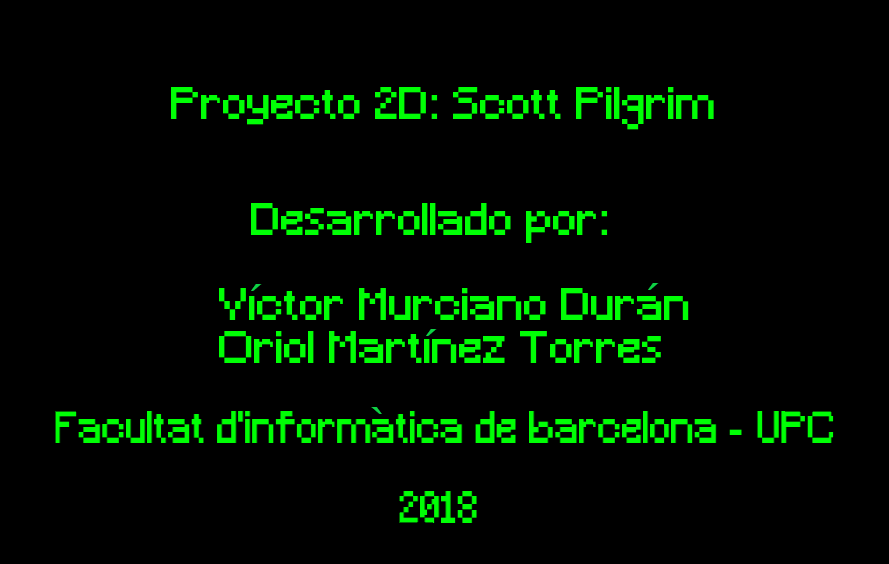 Proyecto 2D: Scott Pilgrim
Desarrollado por:
Víctor Murciano Durán
Oriol Martínez Torres
Facultat d'informàtica de barcelona - UPC
2018